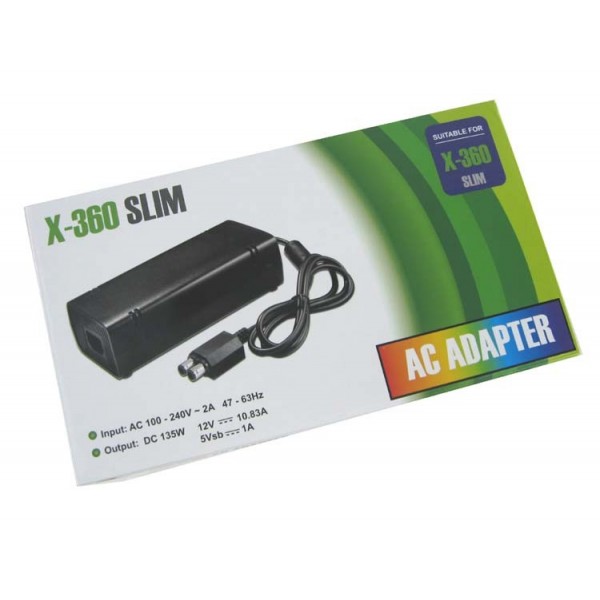 SUITABLE FOR
X-360
SLIM
X-360 SLIM
AC ADAPTER
Input: AC 100 - 240V ~ 2A 47 - 63Hz
Output: DC 135W 12V ⎓ 10.83A
5Vsb ⎓ 1A